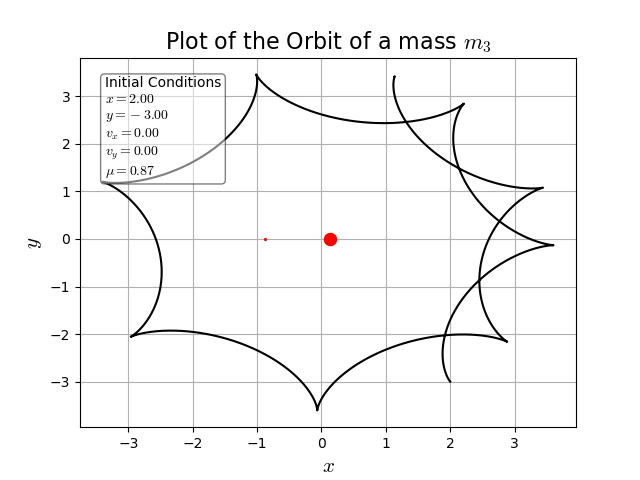 Plot of the Orbit of a mass m₃
Initial Conditions
x = 2.00
y = −3.00
vₓ = 0.00
v_y = 0.00
μ = 0.87
3
2
1
0
−1
−2
−3
y
−3 −2 −1 0 1 2 3
x